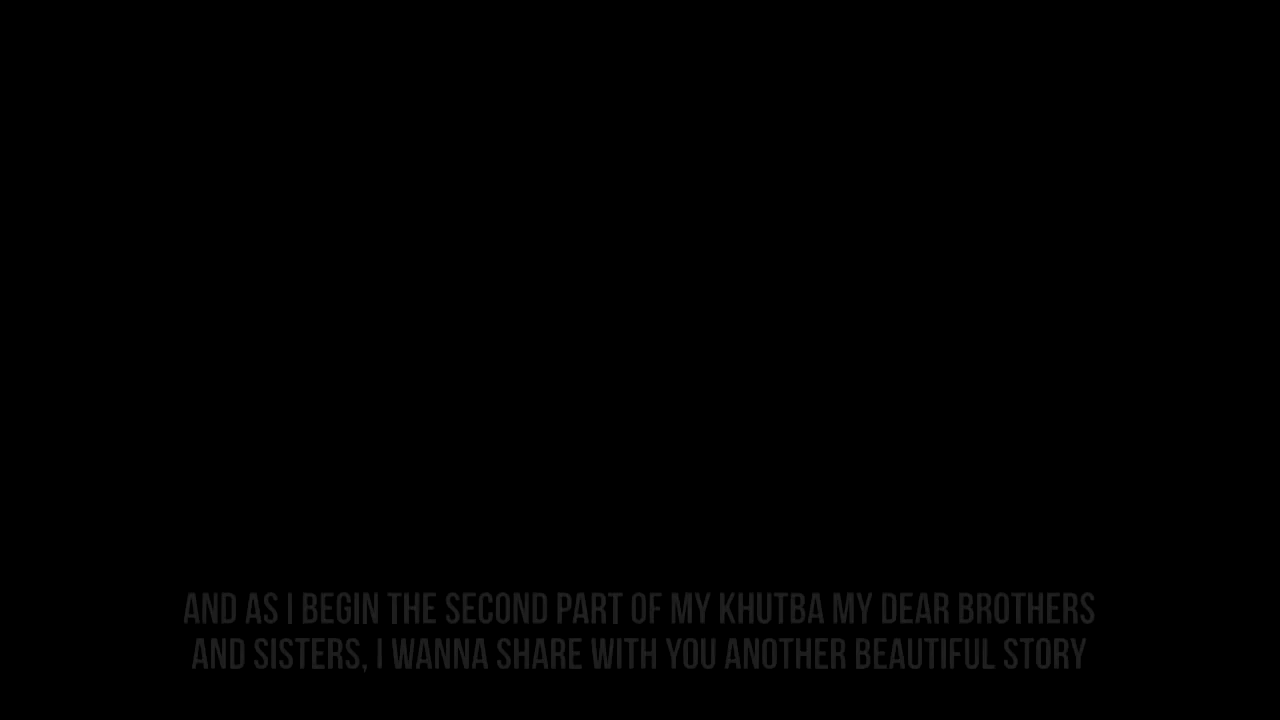 AND AS I BEGIN THE SECOND PART OF MY KHUTBA MY DEAR BROTHERS
AND SISTERS, I WANNA SHARE WITH YOU ANOTHER BEAUTIFUL STORY